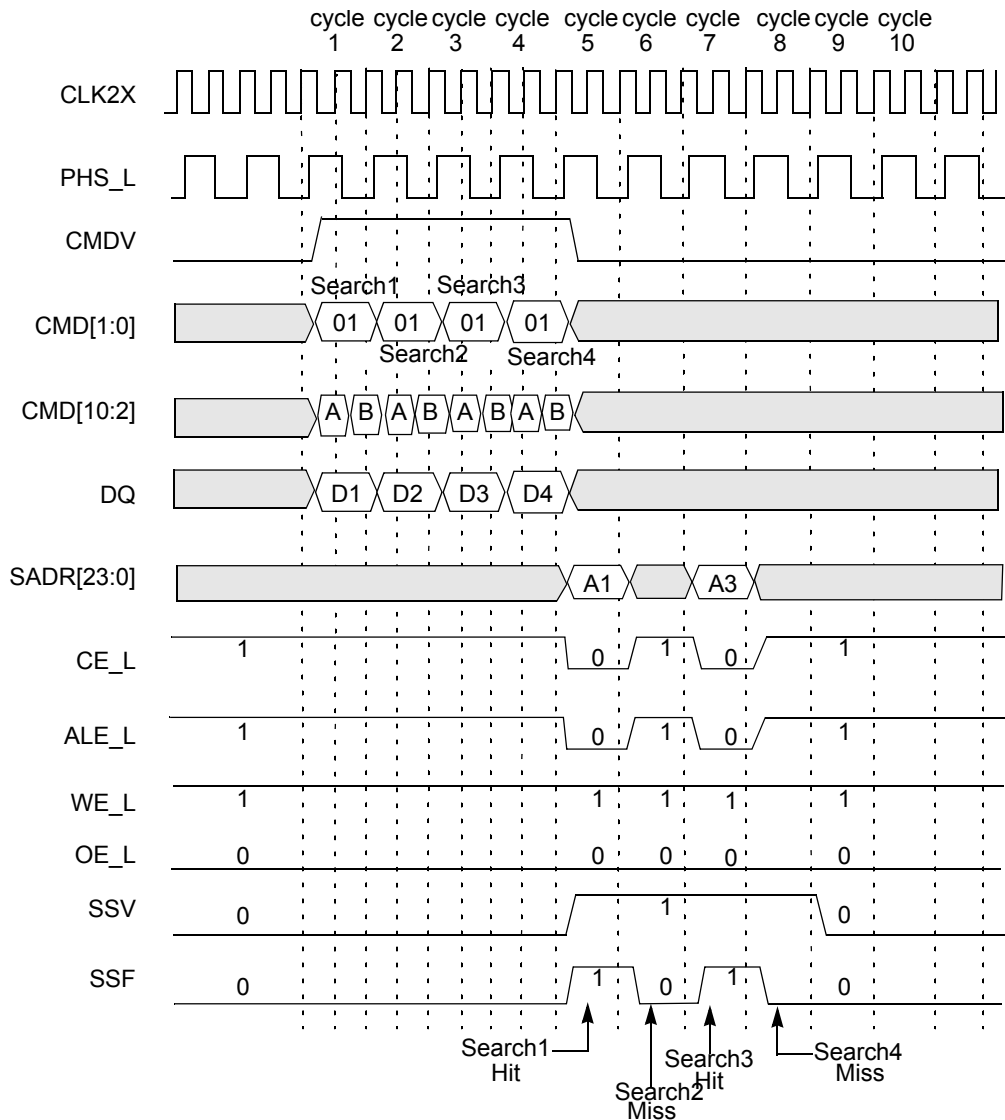 cycle cycle cycle cycle cycle cycle cycle cycle cycle cycle
1 2 3 4 5 6 7 8 9 10
CLK2X
PHS_L
CMDV
Search1 Search3
CMD[1:0] 01 01 01 01
Search2 Search4
CMD[10:2] A B A B A B A B
DQ D1 D2 D3 D4
SADR[23:0] A1 A3
CE_L 1 0 1 0 1
ALE_L 1 0 1 0 1
WE_L 1 1 1 1 1
OE_L 0 0 0 0 0
SSV 0 1 0
SSF 0 1 0 1 0
Search1 Hit
Search2 Miss
Search3 Hit
Search4 Miss